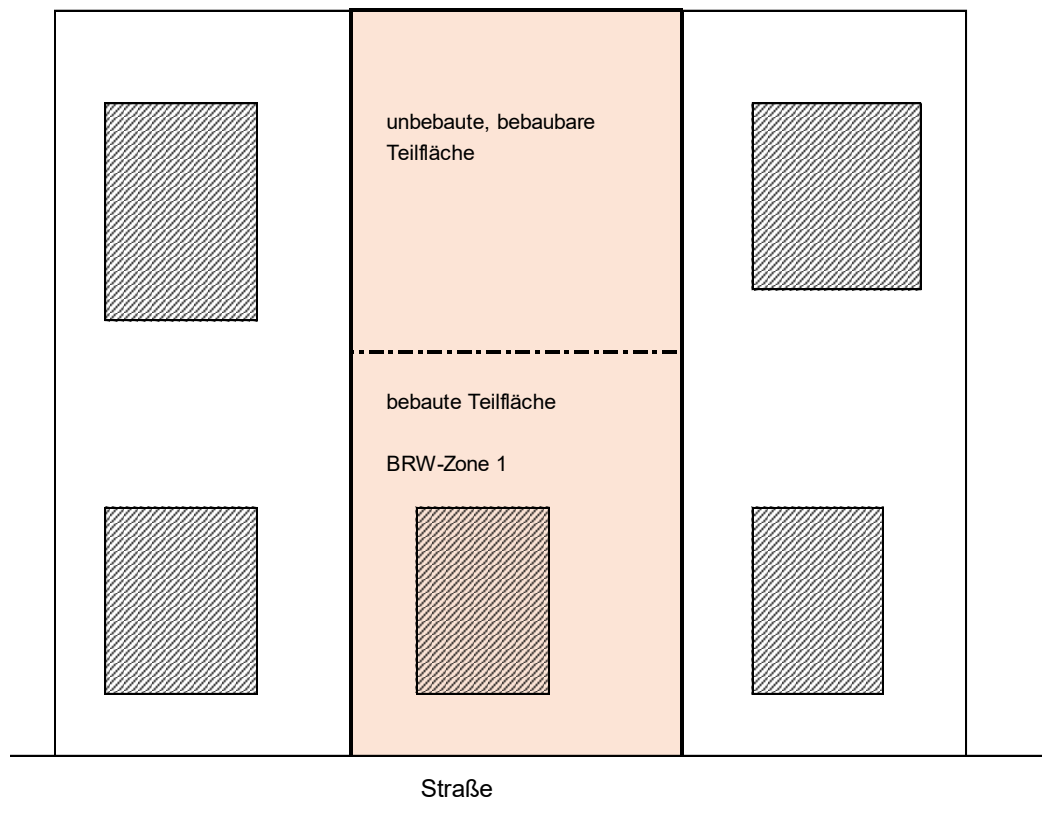 unbebaute, bebaubare
Teilfläche
bebaute Teilfläche
BRW-Zone 1
Straße